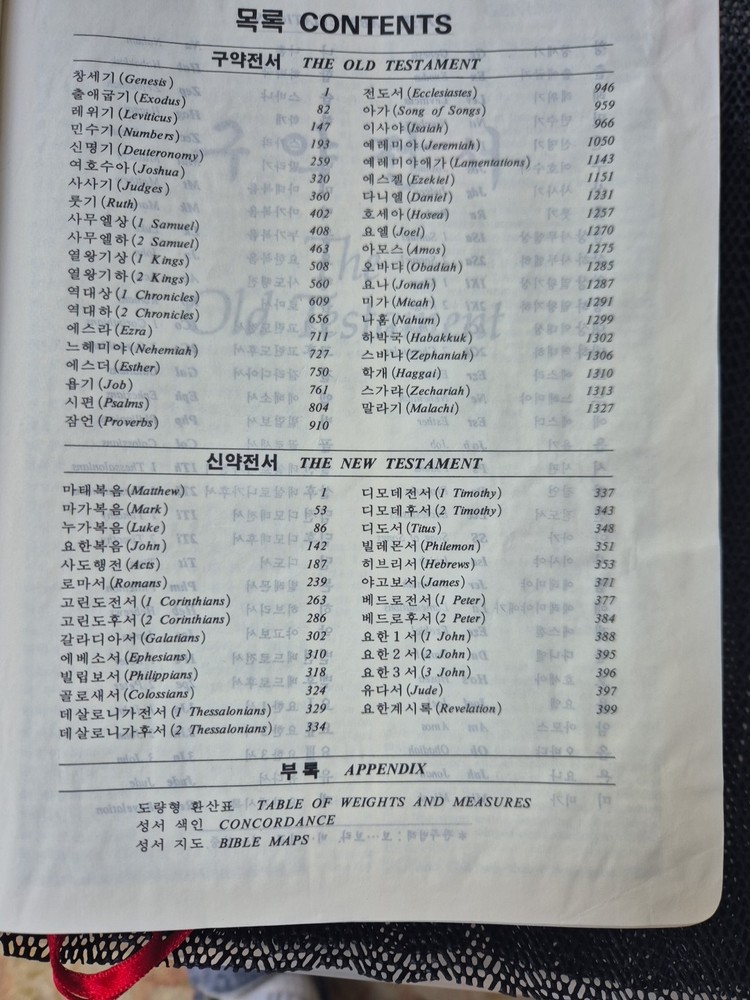 목록 CONTENTS
구약전서 THE OLD TESTAMENT
창세기 (Genesis) 1
출애굽기 (Exodus) 82
레위기 (Leviticus) 147
민수기 (Numbers) 193
신명기 (Deuteronomy) 259
여호수아 (Joshua) 320
사사기 (Judges) 360
룻기 (Ruth) 402
사무엘상 (1 Samuel) 408
사무엘하 (2 Samuel) 463
열왕기상 (1 Kings) 508
열왕기하 (2 Kings) 560
역대상 (1 Chronicles) 609
역대하 (2 Chronicles) 656
에스라 (Ezra) 711
느헤미야 (Nehemiah) 727
에스더 (Esther) 750
욥기 (Job) 761
시편 (Psalms) 804
잠언 (Proverbs) 910
전도서 (Ecclesiastes) 946
아가 (Song of Songs) 959
이사야 (Isaiah) 966
예레미야 (Jeremiah) 1050
예레미야애가 (Lamentations) 1143
에스겔 (Ezekiel) 1151
다니엘 (Daniel) 1231
호세아 (Hosea) 1257
요엘 (Joel) 1270
아모스 (Amos) 1275
오바댜 (Obadiah) 1285
요나 (Jonah) 1287
미가 (Micah) 1291
나훔 (Nahum) 1299
하박국 (Habakkuk) 1302
스바냐 (Zephaniah) 1306
학개 (Haggai) 1310
스가랴 (Zechariah) 1313
말라기 (Malachi) 1327
신약전서 THE NEW TESTAMENT
마태복음 (Matthew) 1
마가복음 (Mark) 53
누가복음 (Luke) 86
요한복음 (John) 142
사도행전 (Acts) 187
로마서 (Romans) 239
고린도전서 (1 Corinthians) 263
고린도후서 (2 Corinthians) 286
갈라디아서 (Galatians) 302
에베소서 (Ephesians) 310
빌립보서 (Philippians) 318
골로새서 (Colossians) 324
데살로니가전서 (1 Thessalonians) 329
데살로니가후서 (2 Thessalonians) 334
디모데전서 (1 Timothy) 337
디모데후서 (2 Timothy) 343
디도서 (Titus) 348
빌레몬서 (Philemon) 351
히브리서 (Hebrews) 353
야고보서 (James) 371
베드로전서 (1 Peter) 377
베드로후서 (2 Peter) 384
요한 1 서 (1 John) 388
요한 2 서 (2 John) 395
요한 3 서 (3 John) 396
유다서 (Jude) 397
요한계시록 (Revelation) 399
부록 APPENDIX
도량형 환산표 TABLE OF WEIGHTS AND MEASURES
성서 색인 CONCORDANCE
성서 지도 BIBLE MAPS